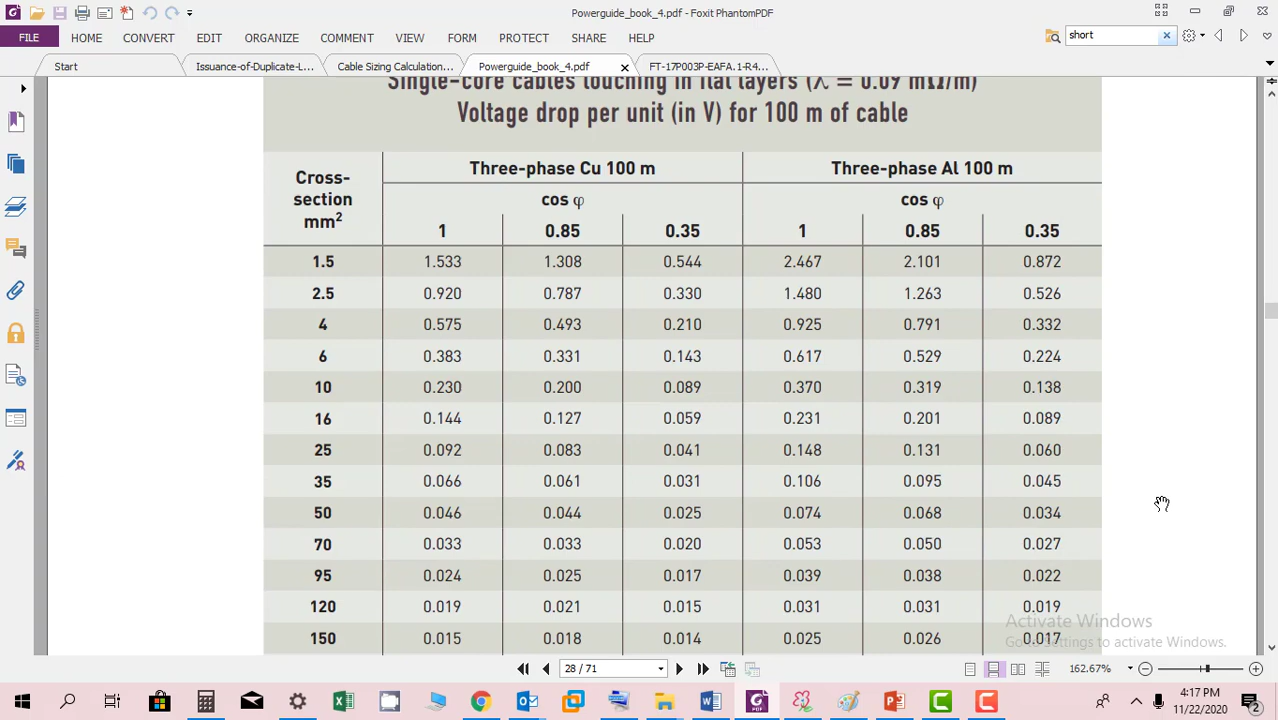 Powerguide_book_4.pdf - Foxit PhantomPDF
FILE HOME CONVERT EDIT ORGANIZE COMMENT VIEW FORM PROTECT SHARE HELP
short
Start Issuance-of-Duplicate-L... Cable Sizing Calculation... Powerguide_book_4.pdf FT-17P003P-EAFA.1-R4...
Single-core cables touching in flat layers (λ = 0.09 mΩ/m)
Voltage drop per unit (in V) for 100 m of cable
Cross-section mm2 Three-phase Cu 100 m Three-phase Al 100 m
cos φ cos φ
1 0.85 0.35 1 0.85 0.35
1.5 1.533 1.308 0.544 2.467 2.101 0.872
2.5 0.920 0.787 0.330 1.480 1.263 0.526
4 0.575 0.493 0.210 0.925 0.791 0.332
6 0.383 0.331 0.143 0.617 0.529 0.224
10 0.230 0.200 0.089 0.370 0.319 0.138
16 0.144 0.127 0.059 0.231 0.201 0.089
25 0.092 0.083 0.041 0.148 0.131 0.060
35 0.066 0.061 0.031 0.106 0.095 0.045
50 0.046 0.044 0.025 0.074 0.068 0.034
70 0.033 0.033 0.020 0.053 0.050 0.027
95 0.024 0.025 0.017 0.039 0.038 0.022
120 0.019 0.021 0.015 0.031 0.031 0.019
150 0.015 0.018 0.014 0.025 0.026 0.017
Activate Windows
Go to Settings to activate Windows.
28 / 71
162.67%
4:17 PM
11/22/2020
2